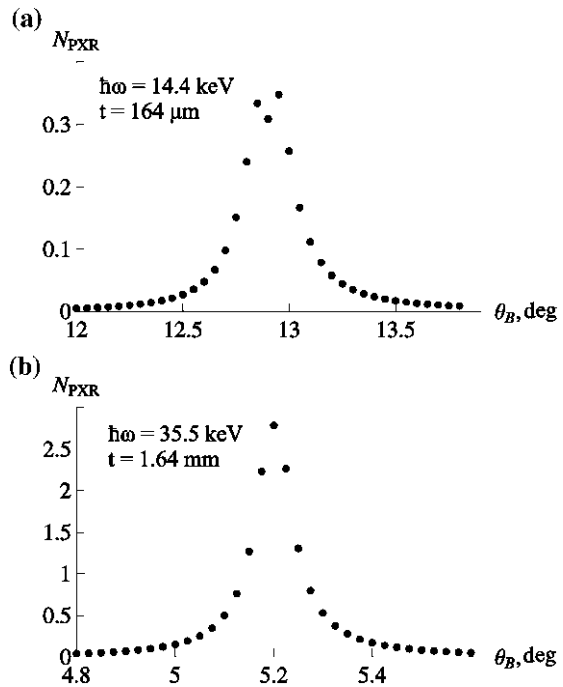 (a)
N_PXR
ħω = 14.4 keV
t = 164 μm
0.3
0.2
0.1
0
12 12.5 13 13.5 θ_B, deg
(b)
N_PXR
ħω = 35.5 keV
t = 1.64 mm
2.5
2
1.5
1
0.5
0
4.8 5 5.2 5.4 θ_B, deg